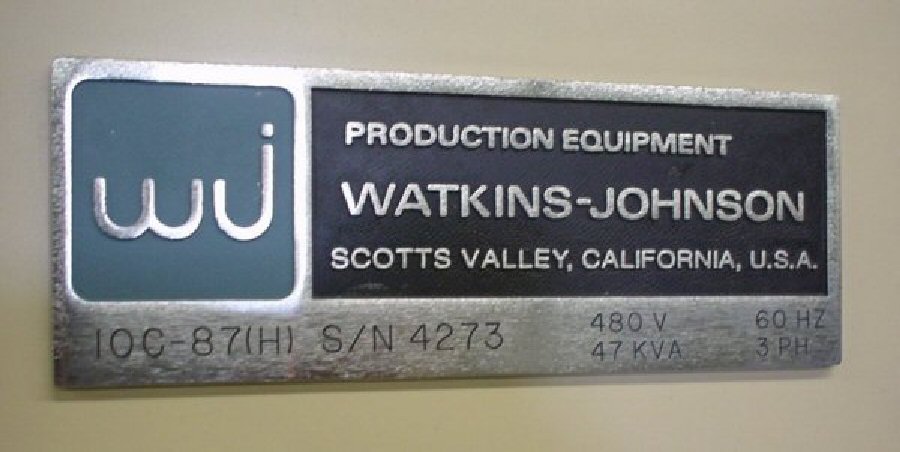 wj
PRODUCTION EQUIPMENT
WATKINS-JOHNSON
SCOTTS VALLEY, CALIFORNIA, U.S.A.
10C-87(H) S/N 4273
480 V 60 HZ
47 KVA 3 PH